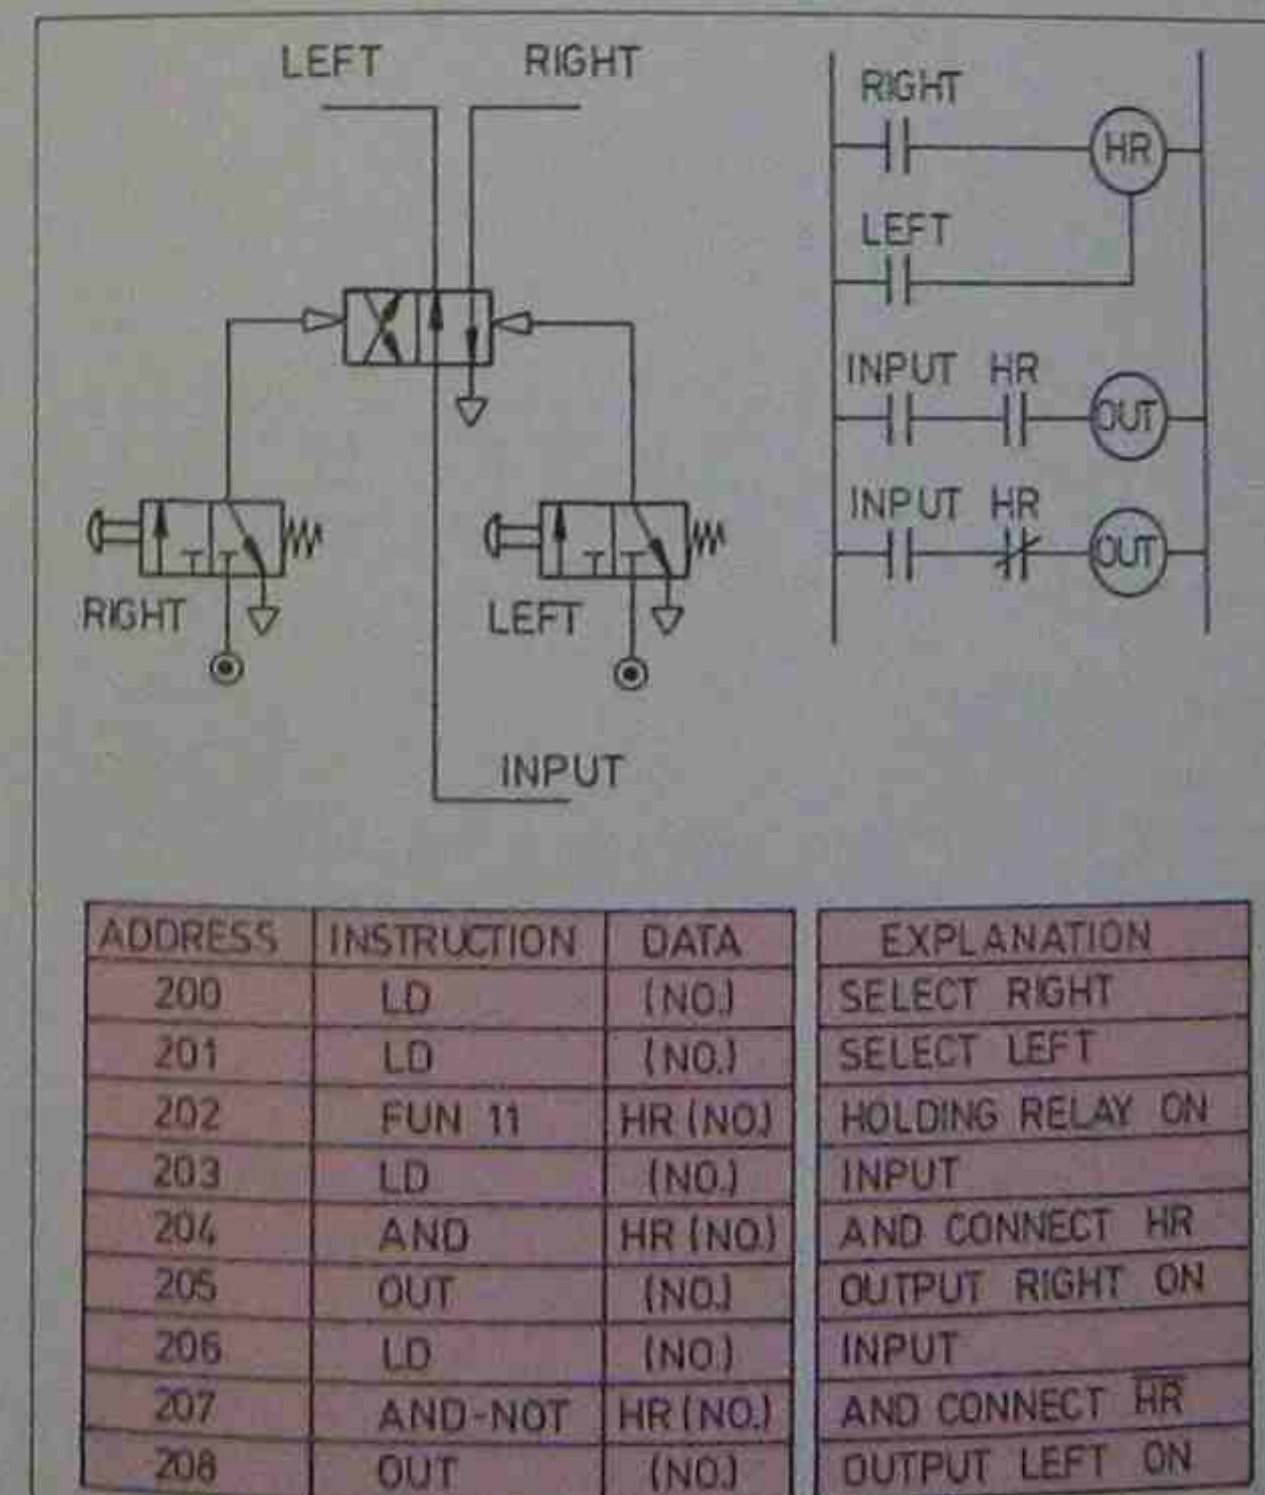 LEFT RIGHT
RIGHT
HR
LEFT
INPUT HR
OUT
INPUT HR
OUT
RIGHT
LEFT
INPUT
ADDRESS INSTRUCTION DATA EXPLANATION
200 LD (NO.) SELECT RIGHT
201 LD (NO.) SELECT LEFT
202 FUN 11 HR (NO.) HOLDING RELAY ON
203 LD (NO.) INPUT
204 AND HR (NO.) AND CONNECT HR
205 OUT (NO.) OUTPUT RIGHT ON
206 LD (NO.) INPUT
207 AND-NOT HR (NO.) AND CONNECT H̅R̅
208 OUT (NO.) OUTPUT LEFT ON